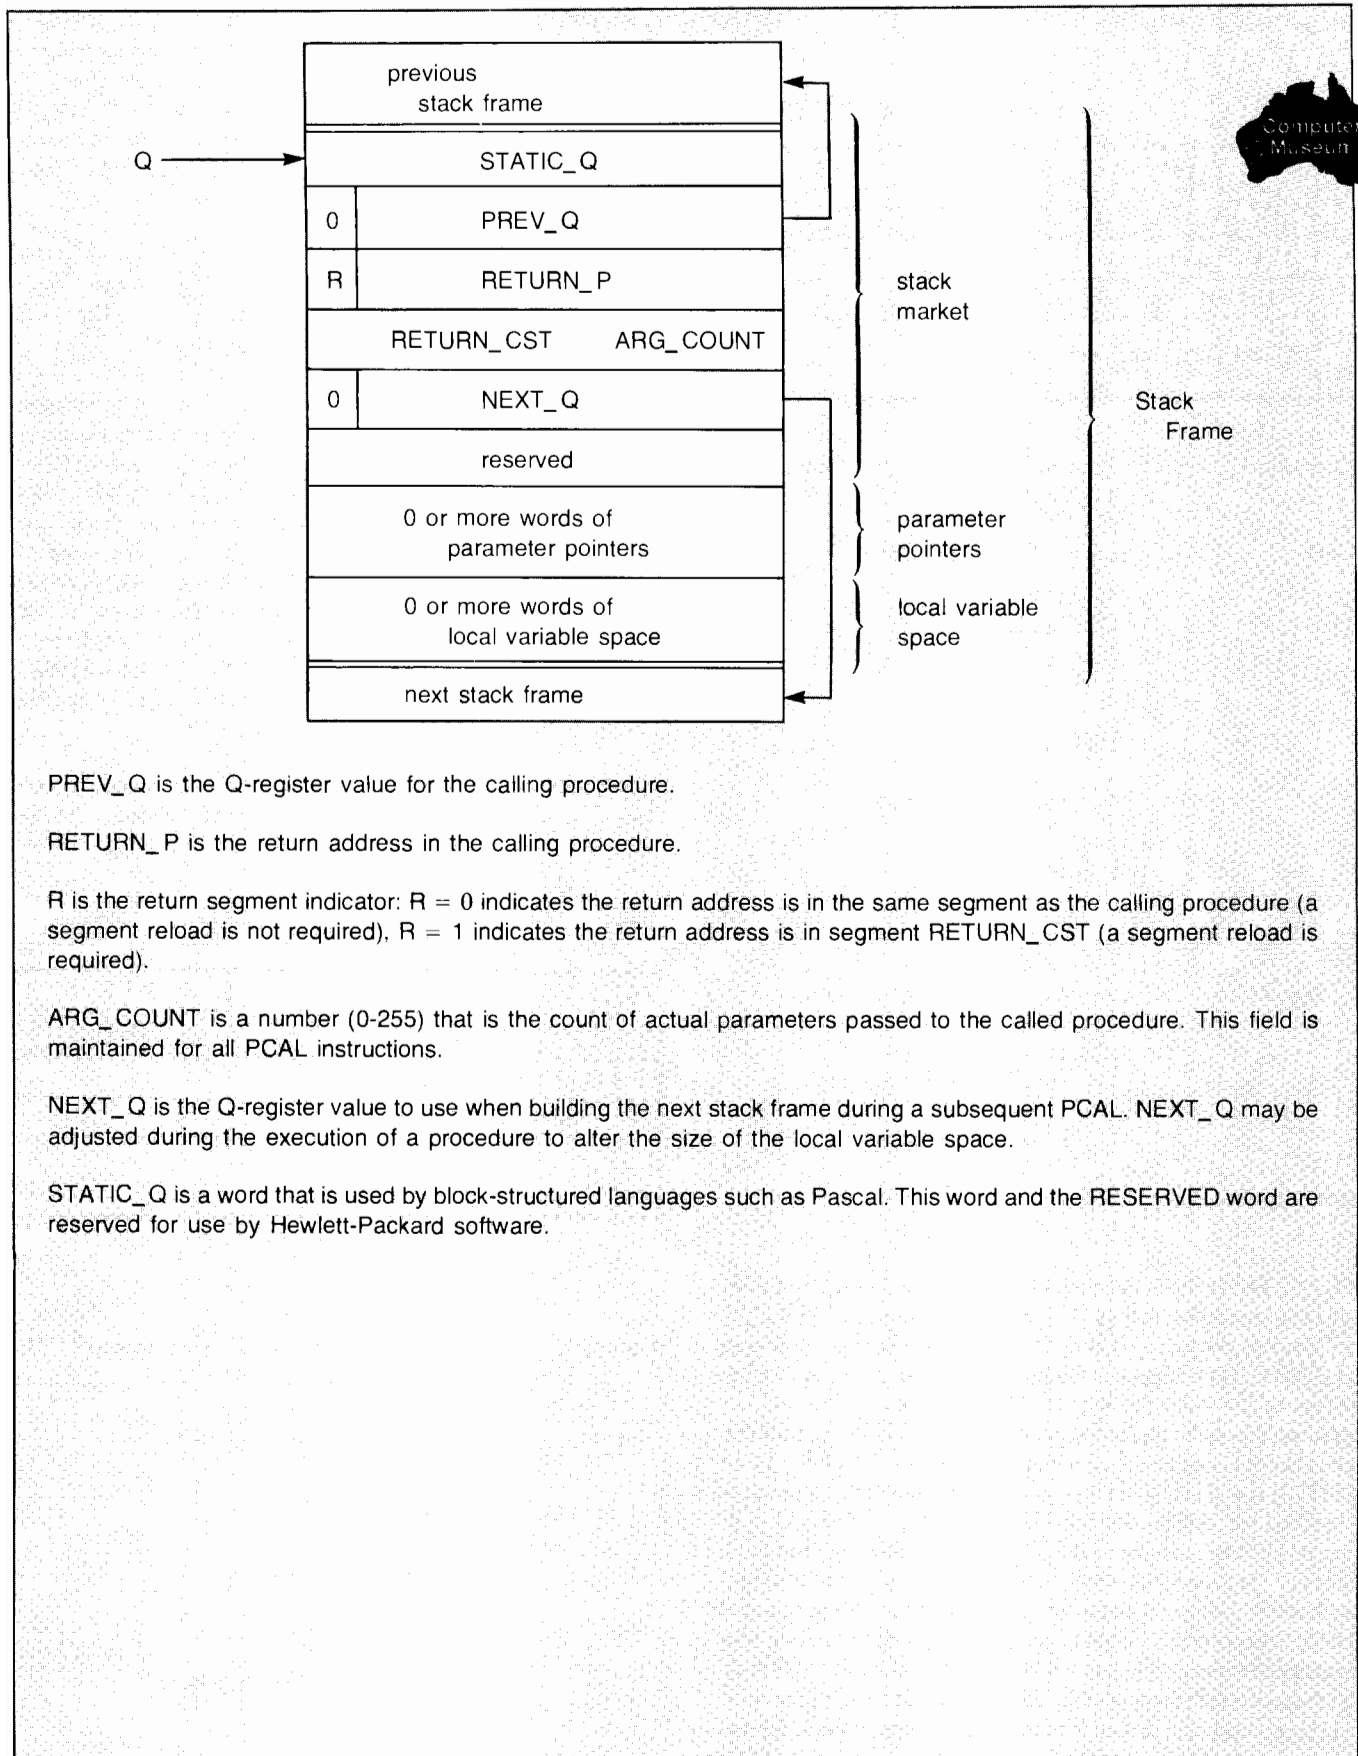 previous
stack frame
Computer
Museum
Q
STATIC_Q
0 PREV_Q
R RETURN_P
stack
market
RETURN_CST ARG_COUNT
0 NEXT_Q
Stack
Frame
reserved
0 or more words of
parameter pointers
parameter
pointers
0 or more words of
local variable space
local variable
space
next stack frame
PREV_Q is the Q-register value for the calling procedure.
RETURN_P is the return address in the calling procedure.
R is the return segment indicator: R = 0 indicates the return address is in the same segment as the calling procedure (a
segment reload is not required), R = 1 indicates the return address is in segment RETURN_CST (a segment reload is
required).
ARG_COUNT is a number (0-255) that is the count of actual parameters passed to the called procedure. This field is
maintained for all PCAL instructions.
NEXT_Q is the Q-register value to use when building the next stack frame during a subsequent PCAL. NEXT_Q may be
adjusted during the execution of a procedure to alter the size of the local variable space.
STATIC_Q is a word that is used by block-structured languages such as Pascal. This word and the RESERVED word are
reserved for use by Hewlett-Packard software.